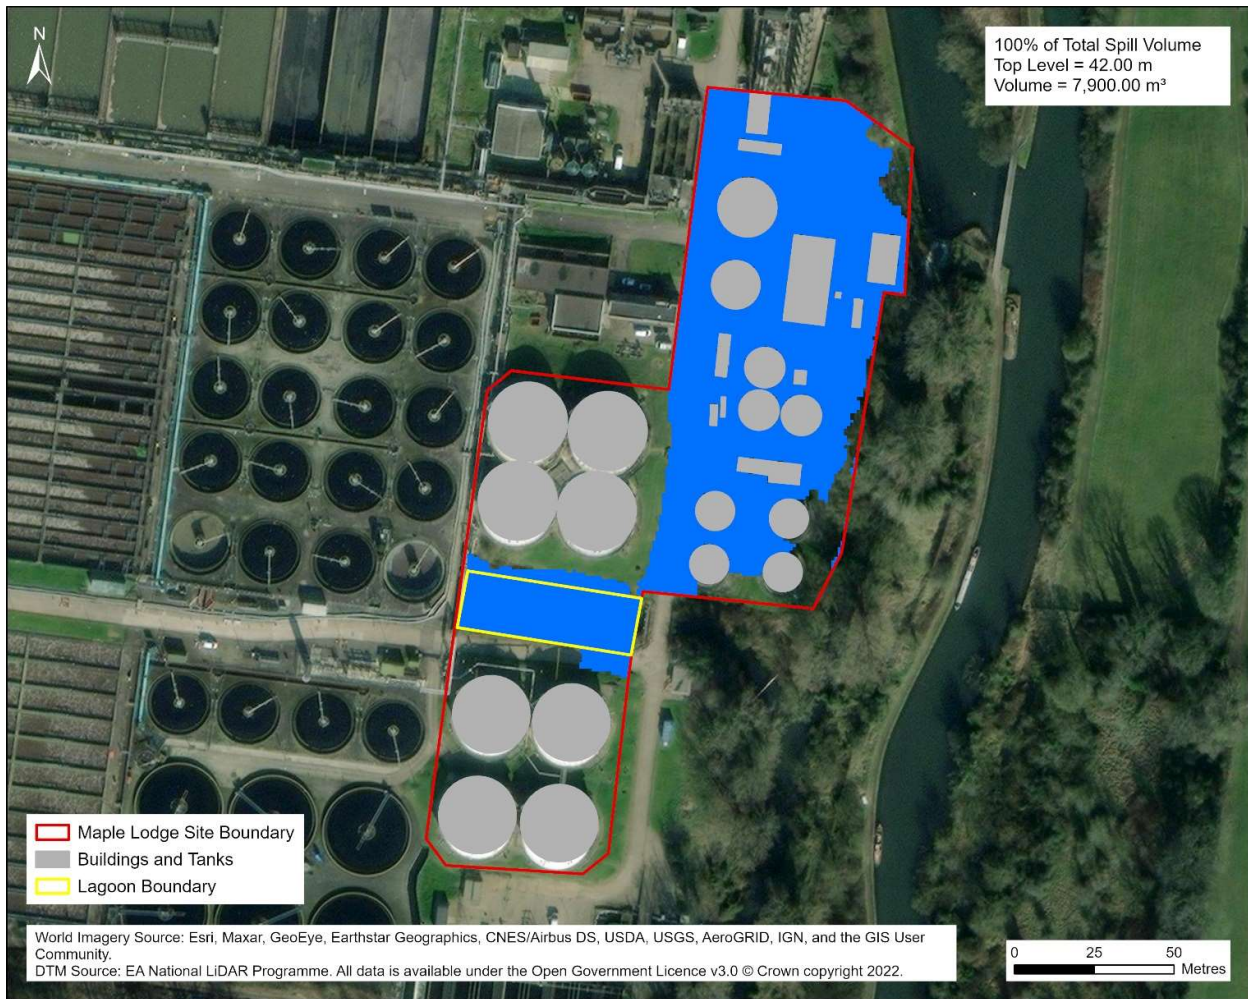 N
100% of Total Spill Volume
Top Level = 42.00 m
Volume = 7,900.00 m³
Maple Lodge Site Boundary
Buildings and Tanks
Lagoon Boundary
World Imagery Source: Esri, Maxar, GeoEye, Earthstar Geographics, CNES/Airbus DS, USDA, USGS, AeroGRID, IGN, and the GIS User
Community.
DTM Source: EA National LiDAR Programme. All data is available under the Open Government Licence v3.0 © Crown copyright 2022.
0 25 50
Metres